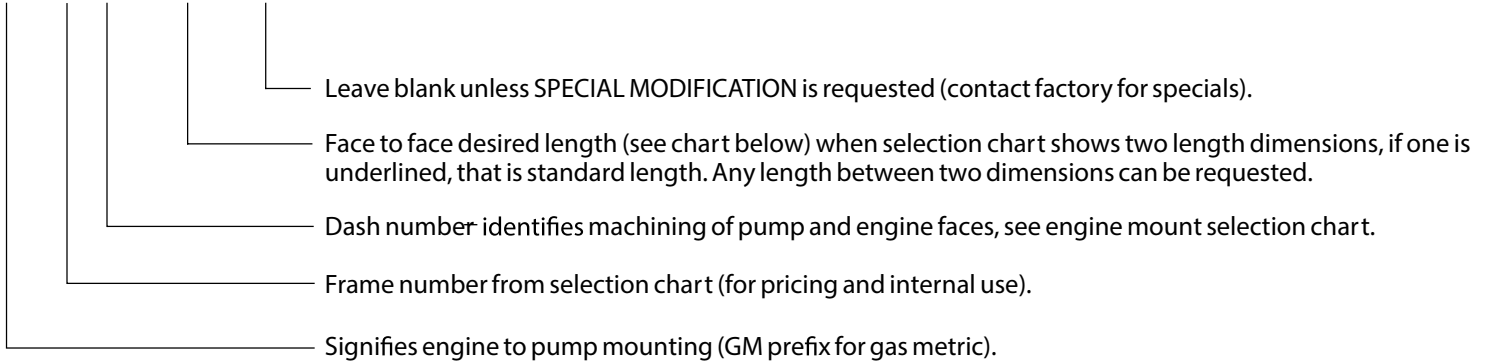 Leave blank unless SPECIAL MODIFICATION is requested (contact factory for specials).
Face to face desired length (see chart below) when selection chart shows two length dimensions, if one is
underlined, that is standard length. Any length between two dimensions can be requested.
Dash number identifies machining of pump and engine faces, see engine mount selection chart.
Frame number from selection chart (for pricing and internal use).
Signifies engine to pump mounting (GM prefix for gas metric).